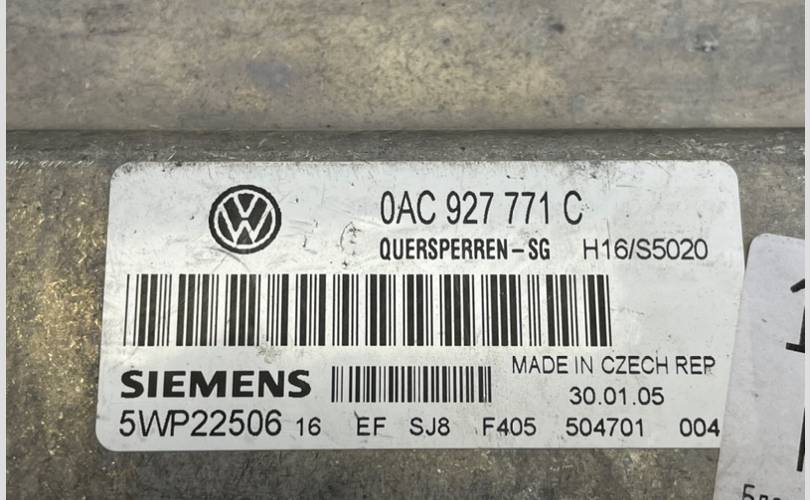 0AC 927 771 C
QUERSPERREN-SG H16/S5020
MADE IN CZECH REP
SIEMENS
30.01.05
5WP22506 16 EF SJ8 F405 504701 004